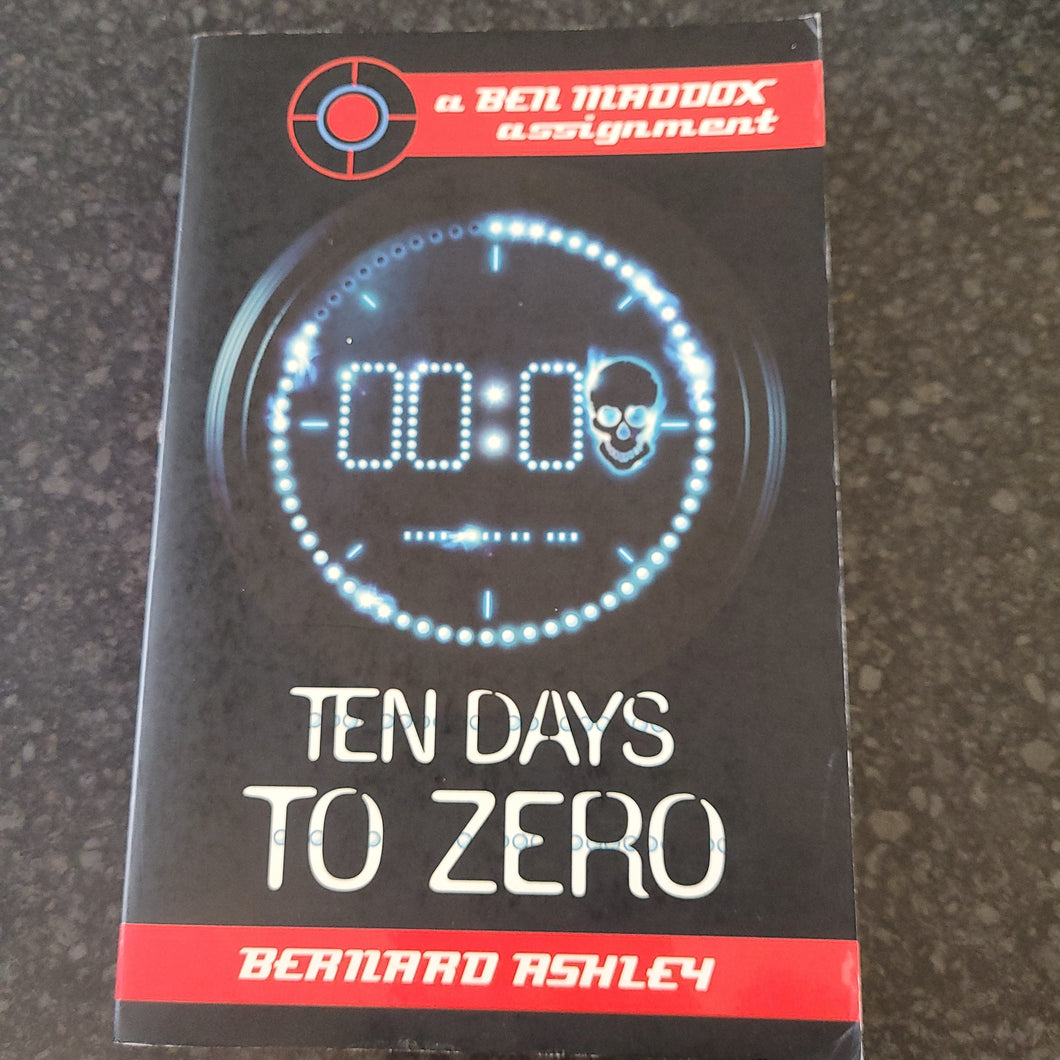 a BEN MADDOX
assignment
00:0
TEN DAYS
TO ZERO
BERNARD ASHLEY